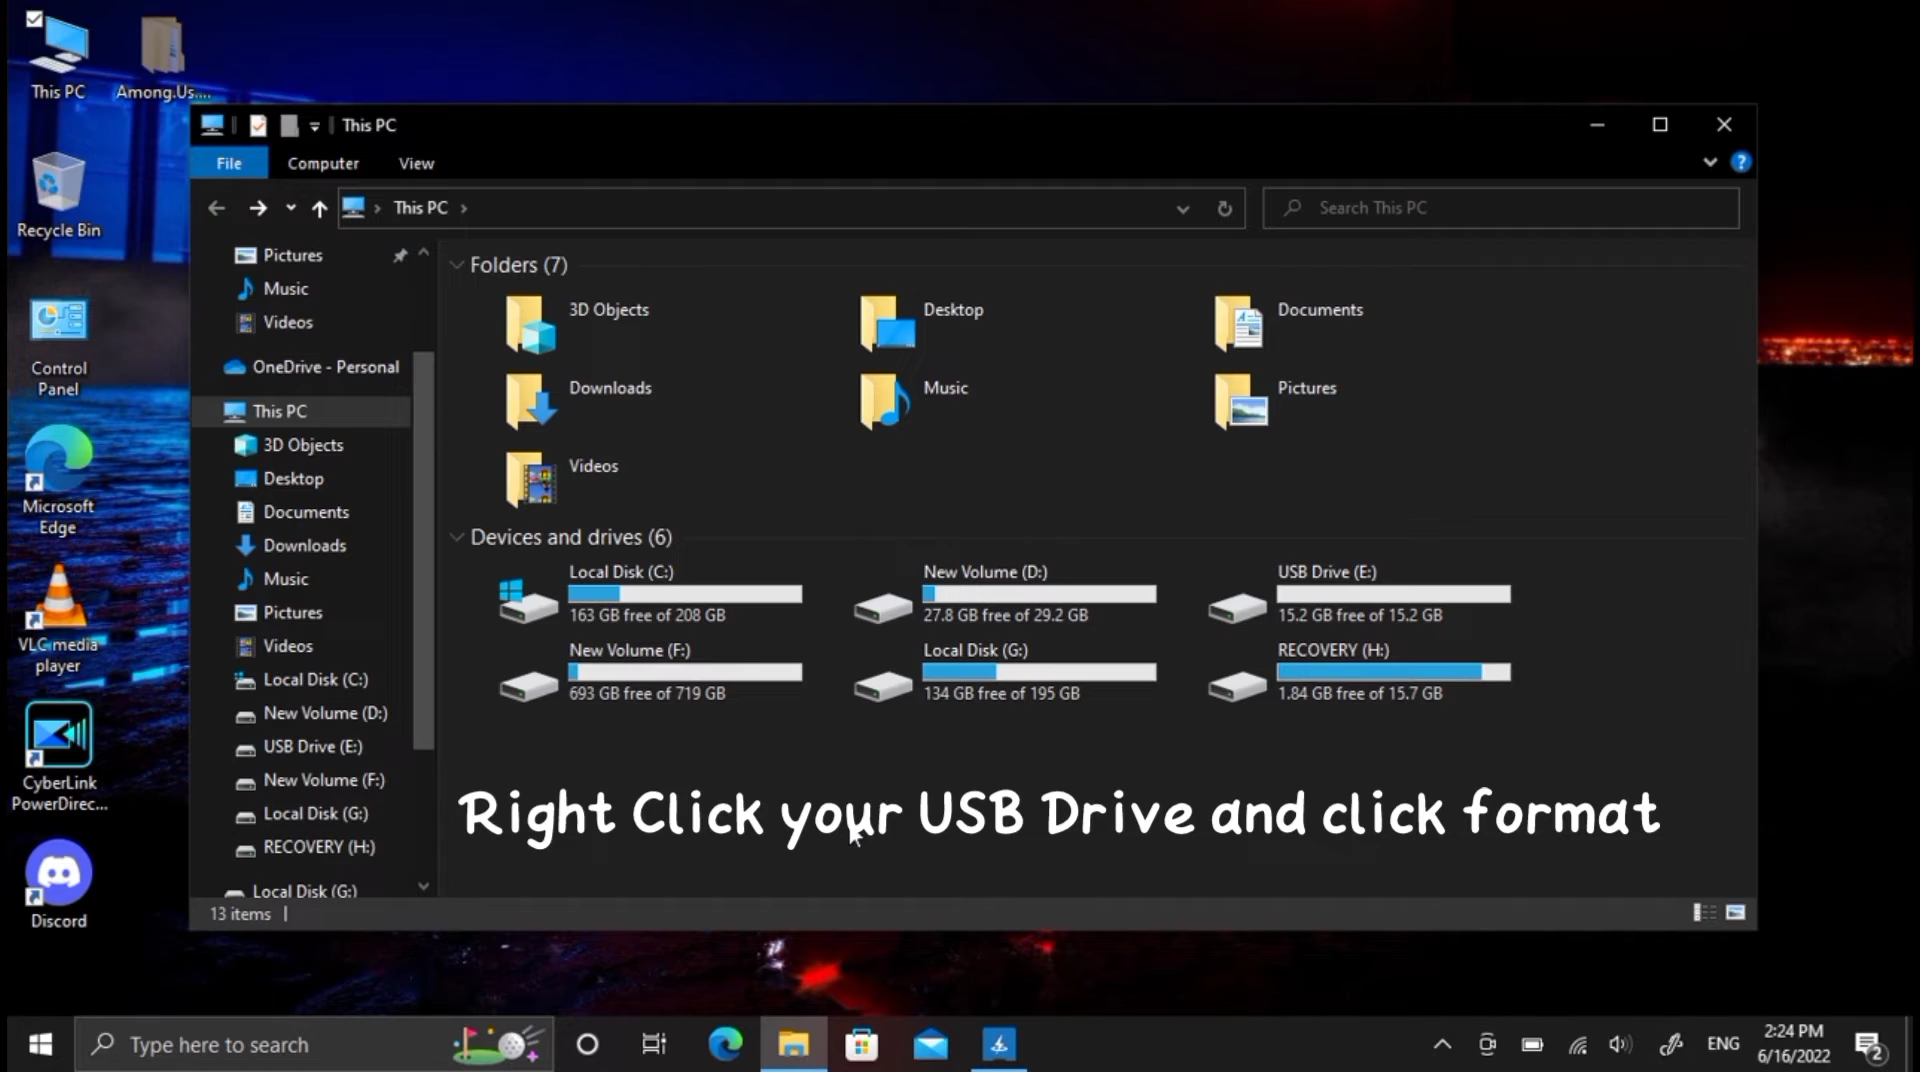 This PC
Among.Us....
Recycle Bin
Control
Panel
Microsoft
Edge
VLC media
player
CyberLink
PowerDirec...
Discord
This PC
File
Computer
View
This PC
Search This PC
Pictures
Music
Videos
OneDrive - Personal
This PC
3D Objects
Desktop
Documents
Downloads
Music
Pictures
Videos
Local Disk (C:)
New Volume (D:)
USB Drive (E:)
New Volume (F:)
Local Disk (G:)
RECOVERY (H:)
Local Disk (G:)
Folders (7)
3D Objects
Desktop
Documents
Downloads
Music
Pictures
Videos
Devices and drives (6)
Local Disk (C:)
163 GB free of 208 GB
New Volume (D:)
27.8 GB free of 29.2 GB
USB Drive (E:)
15.2 GB free of 15.2 GB
New Volume (F:)
693 GB free of 719 GB
Local Disk (G:)
134 GB free of 195 GB
RECOVERY (H:)
1.84 GB free of 15.7 GB
Right Click your USB Drive and click format
13 items
Type here to search
ENG
2:24 PM
6/16/2022
2